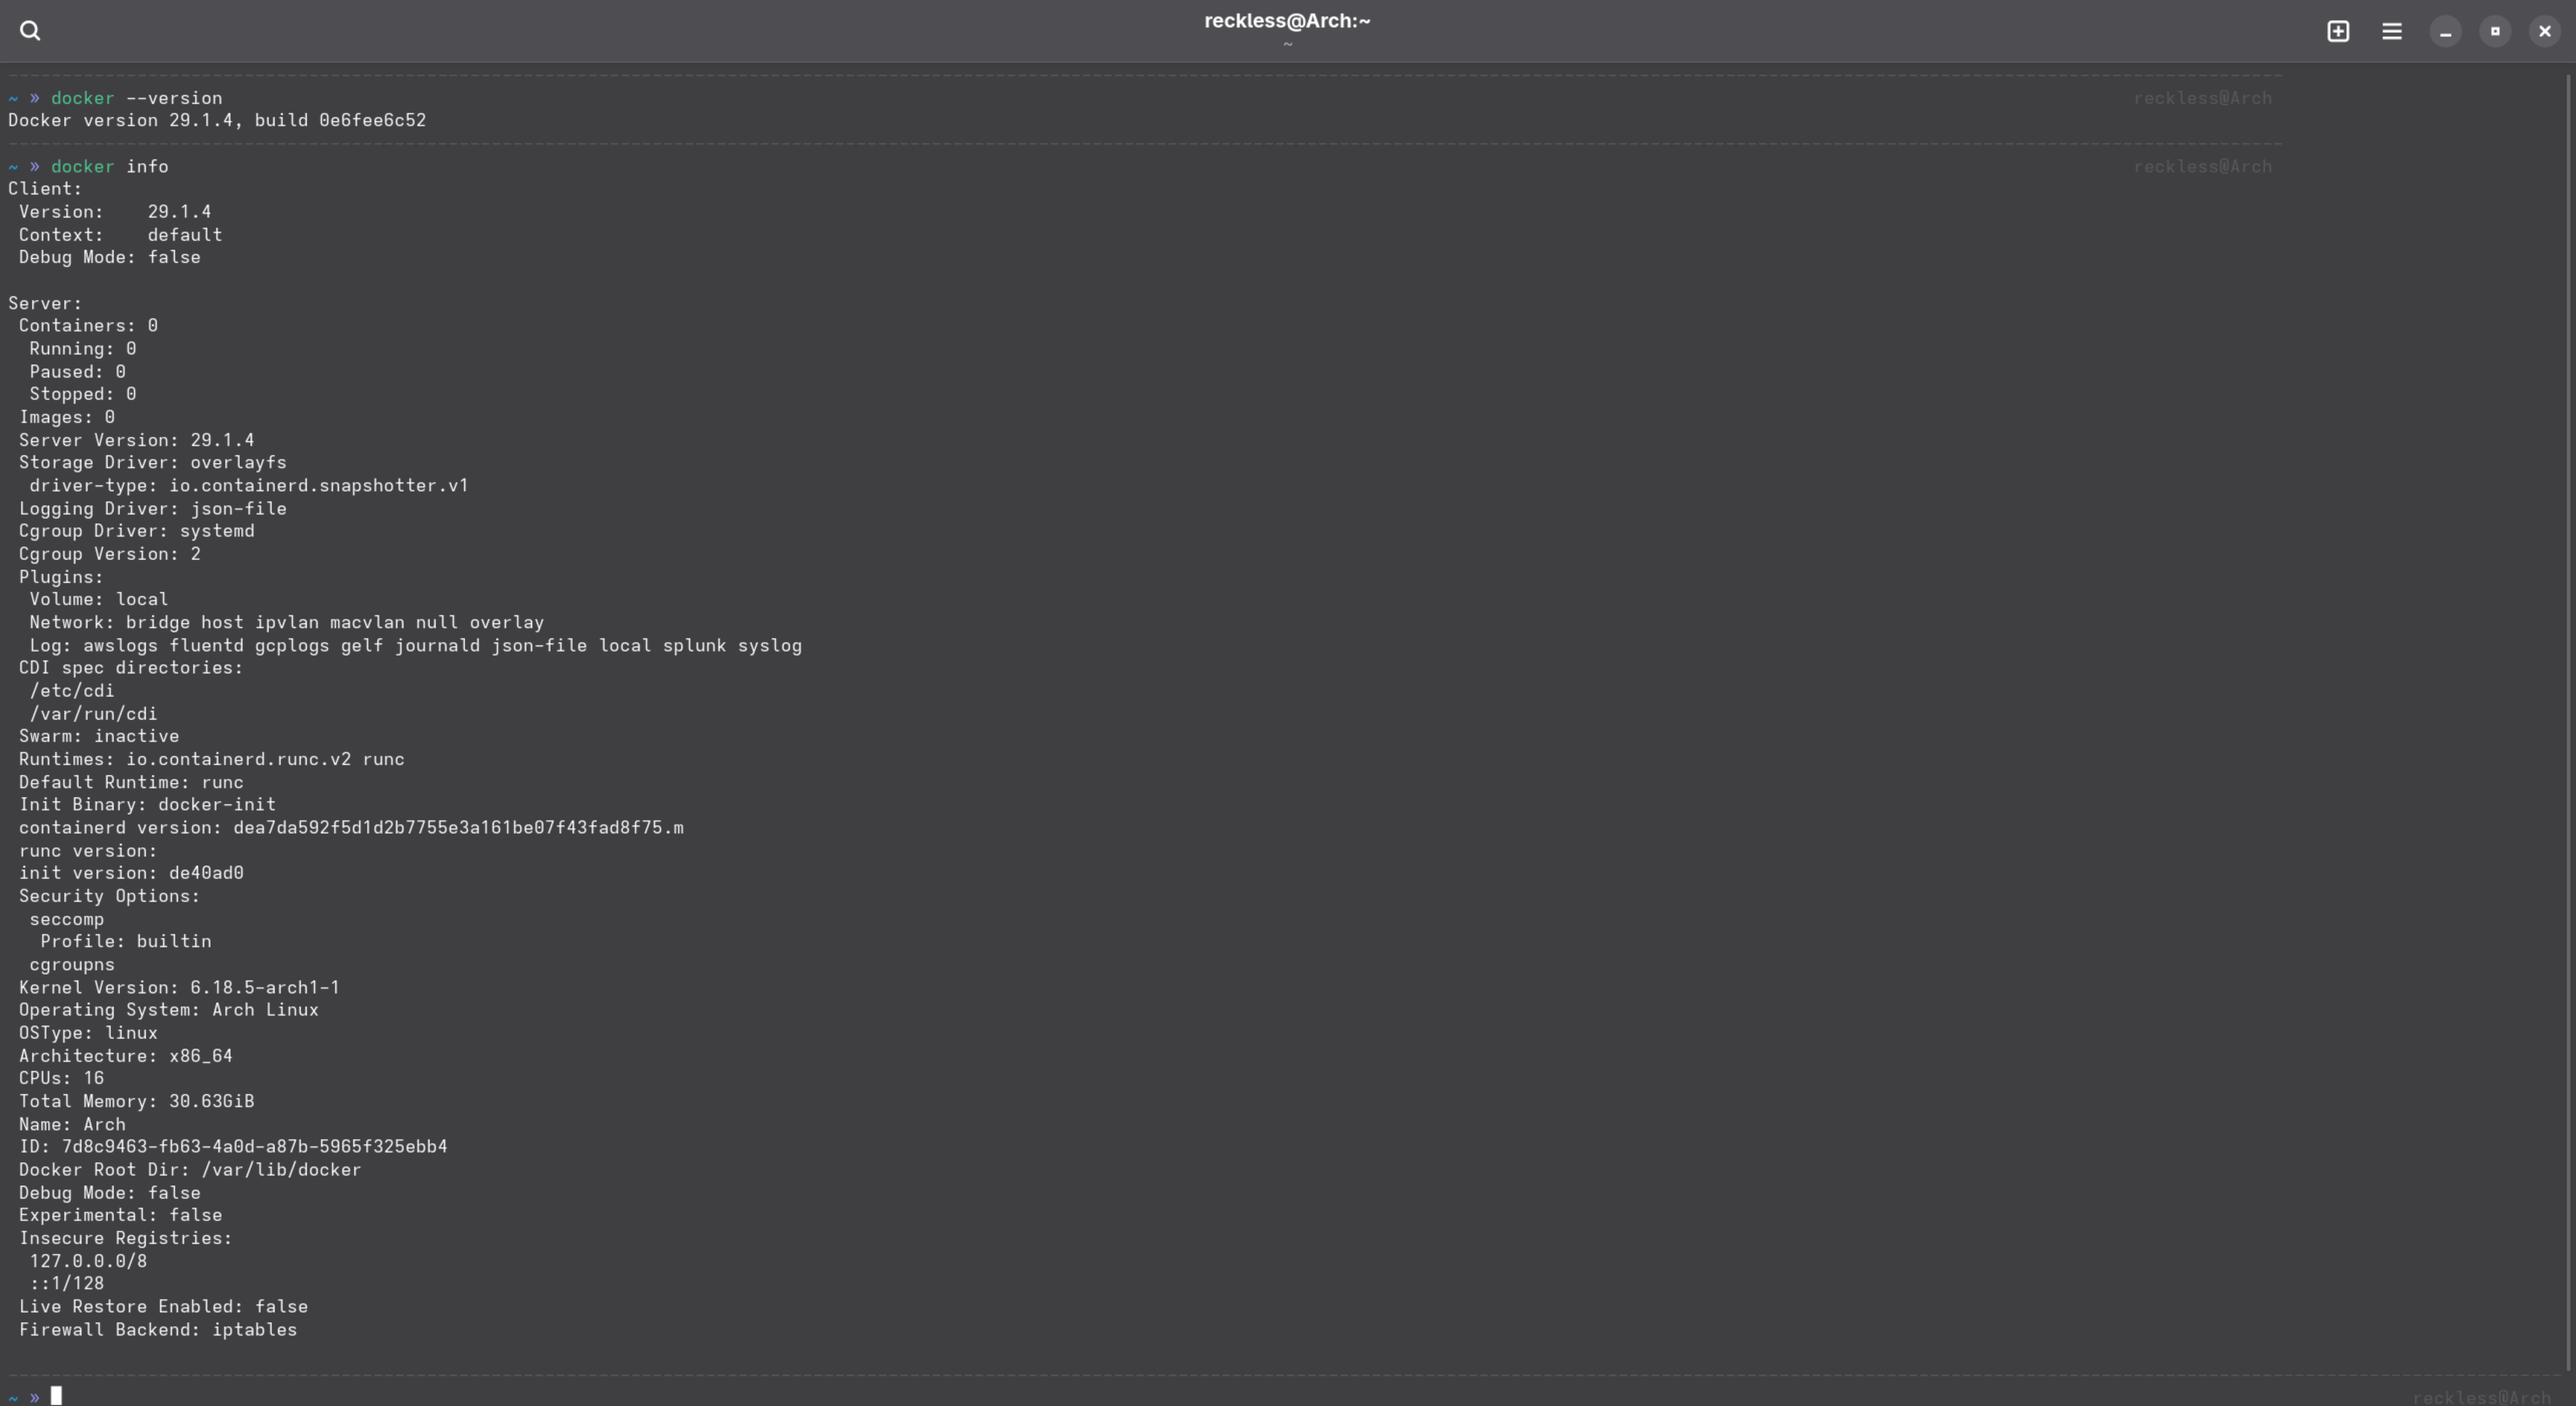 reckless@Arch:~
~
~ » docker --version reckless@Arch
Docker version 29.1.4, build 0e6fee6c52
~ » docker info reckless@Arch
Client:
 Version:    29.1.4
 Context:    default
 Debug Mode: false

Server:
 Containers: 0
  Running: 0
  Paused: 0
  Stopped: 0
 Images: 0
 Server Version: 29.1.4
 Storage Driver: overlayfs
  driver-type: io.containerd.snapshotter.v1
 Logging Driver: json-file
 Cgroup Driver: systemd
 Cgroup Version: 2
 Plugins:
  Volume: local
  Network: bridge host ipvlan macvlan null overlay
  Log: awslogs fluentd gcplogs gelf journald json-file local splunk syslog
 CDI spec directories:
  /etc/cdi
  /var/run/cdi
 Swarm: inactive
 Runtimes: io.containerd.runc.v2 runc
 Default Runtime: runc
 Init Binary: docker-init
 containerd version: dea7da592f5d1d2b7755e3a161be07f43fad8f75.m
 runc version:
 init version: de40ad0
 Security Options:
  seccomp
   Profile: builtin
  cgroupns
 Kernel Version: 6.18.5-arch1-1
 Operating System: Arch Linux
 OSType: linux
 Architecture: x86_64
 CPUs: 16
 Total Memory: 30.63GiB
 Name: Arch
 ID: 7d8c9463-fb63-4a0d-a87b-5965f325ebb4
 Docker Root Dir: /var/lib/docker
 Debug Mode: false
 Experimental: false
 Insecure Registries:
  127.0.0.0/8
  ::1/128
 Live Restore Enabled: false
 Firewall Backend: iptables

~ » reckless@Arch